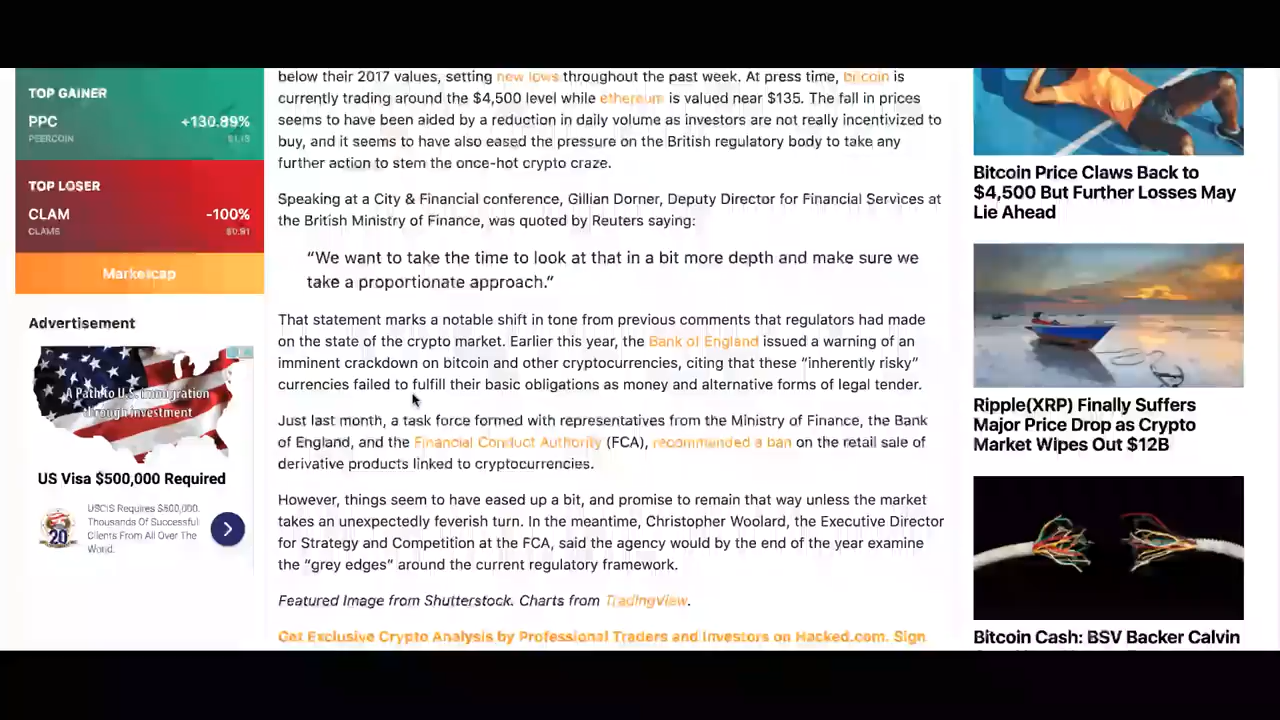 TOP GAINER
PPC +130.89%
PEERCOIN $1.15
TOP LOSER
CLAM -100%
CLAMS $0.91
Marketcap
Advertisement
A Path to U.S. Immigration
Through Investment
US Visa $500,000 Required
USCIS Requires $500,000.
Thousands Of Successful
Clients From All Over The
World.
20
below their 2017 values, setting new lows throughout the past week. At press time, bitcoin is
currently trading around the $4,500 level while ethereum is valued near $135. The fall in prices
seems to have been aided by a reduction in daily volume as investors are not really incentivized to
buy, and it seems to have also eased the pressure on the British regulatory body to take any
further action to stem the once-hot crypto craze.
Speaking at a City & Financial conference, Gillian Dorner, Deputy Director for Financial Services at
the British Ministry of Finance, was quoted by Reuters saying:
“We want to take the time to look at that in a bit more depth and make sure we
take a proportionate approach.”
That statement marks a notable shift in tone from previous comments that regulators had made
on the state of the crypto market. Earlier this year, the Bank of England issued a warning of an
imminent crackdown on bitcoin and other cryptocurrencies, citing that these “inherently risky”
currencies failed to fulfill their basic obligations as money and alternative forms of legal tender.
Just last month, a task force formed with representatives from the Ministry of Finance, the Bank
of England, and the Financial Conduct Authority (FCA), recommended a ban on the retail sale of
derivative products linked to cryptocurrencies.
However, things seem to have eased up a bit, and promise to remain that way unless the market
takes an unexpectedly feverish turn. In the meantime, Christopher Woolard, the Executive Director
for Strategy and Competition at the FCA, said the agency would by the end of the year examine
the “grey edges” around the current regulatory framework.
Featured Image from Shutterstock. Charts from TradingView.
Get Exclusive Crypto Analysis by Professional Traders and Investors on Hacked.com. Sign
Bitcoin Price Claws Back to
$4,500 But Further Losses May
Lie Ahead
Ripple(XRP) Finally Suffers
Major Price Drop as Crypto
Market Wipes Out $12B
Bitcoin Cash: BSV Backer Calvin